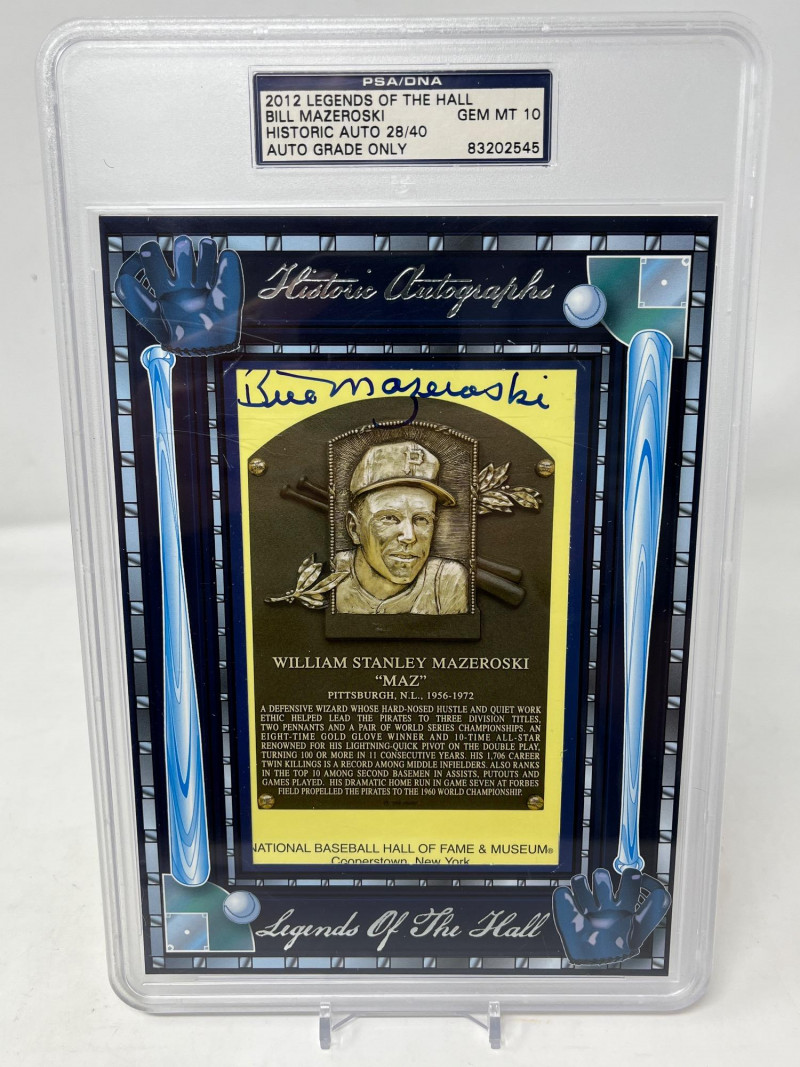 PSA/DNA
2012 LEGENDS OF THE HALL
BILL MAZEROSKI GEM MT 10
HISTORIC AUTO 28/40
AUTO GRADE ONLY 83202545
Historic Autographs
Bill Mazeroski
P
WILLIAM STANLEY MAZEROSKI
“MAZ”
PITTSBURGH, N.L., 1956-1972
A DEFENSIVE WIZARD WHOSE HARD-NOSED HUSTLE AND QUIET WORK
ETHIC HELPED LEAD THE PIRATES TO THREE DIVISION TITLES,
TWO PENNANTS AND A PAIR OF WORLD SERIES CHAMPIONSHIPS. AN
EIGHT-TIME GOLD GLOVE WINNER AND 10-TIME ALL-STAR
RENOWNED FOR HIS LIGHTNING-QUICK PIVOT ON THE DOUBLE PLAY,
TURNING 100 OR MORE IN 11 CONSECUTIVE YEARS. HIS 1,706 CAREER
TWIN KILLINGS IS A RECORD AMONG MIDDLE INFIELDERS. ALSO RANKS
IN THE TOP 10 AMONG SECOND BASEMEN IN ASSISTS, PUTOUTS AND
GAMES PLAYED. HIS DRAMATIC HOME RUN IN GAME SEVEN AT FORBES
FIELD PROPELLED THE PIRATES TO THE 1960 WORLD CHAMPIONSHIP.
NATIONAL BASEBALL HALL OF FAME & MUSEUM®
Cooperstown, New York
Legends Of The Hall